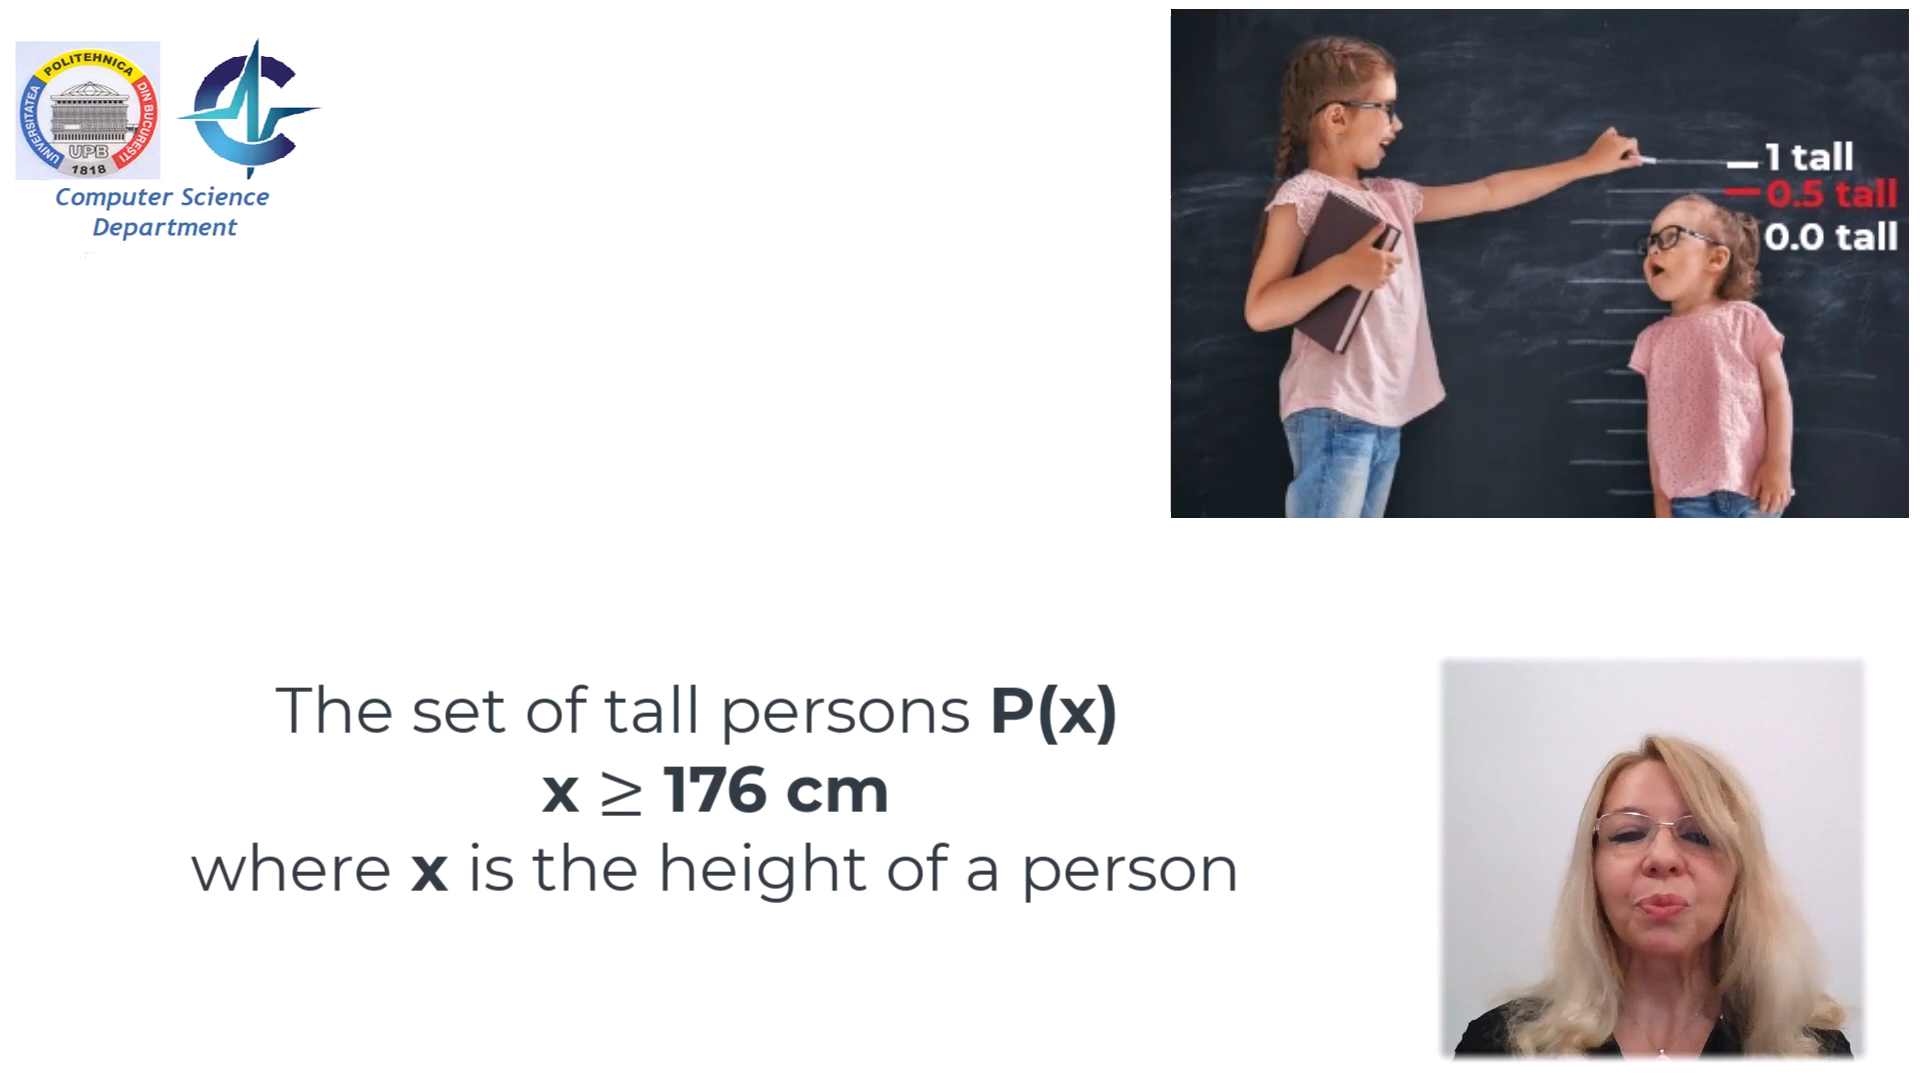 UNIVERSITATEA POLITEHNICA DIN BUCUREȘTI
UPB
1818
Computer Science
Department
1 tall
0.5 tall
0.0 tall
The set of tall persons P(x)
x ≥ 176 cm
where x is the height of a person